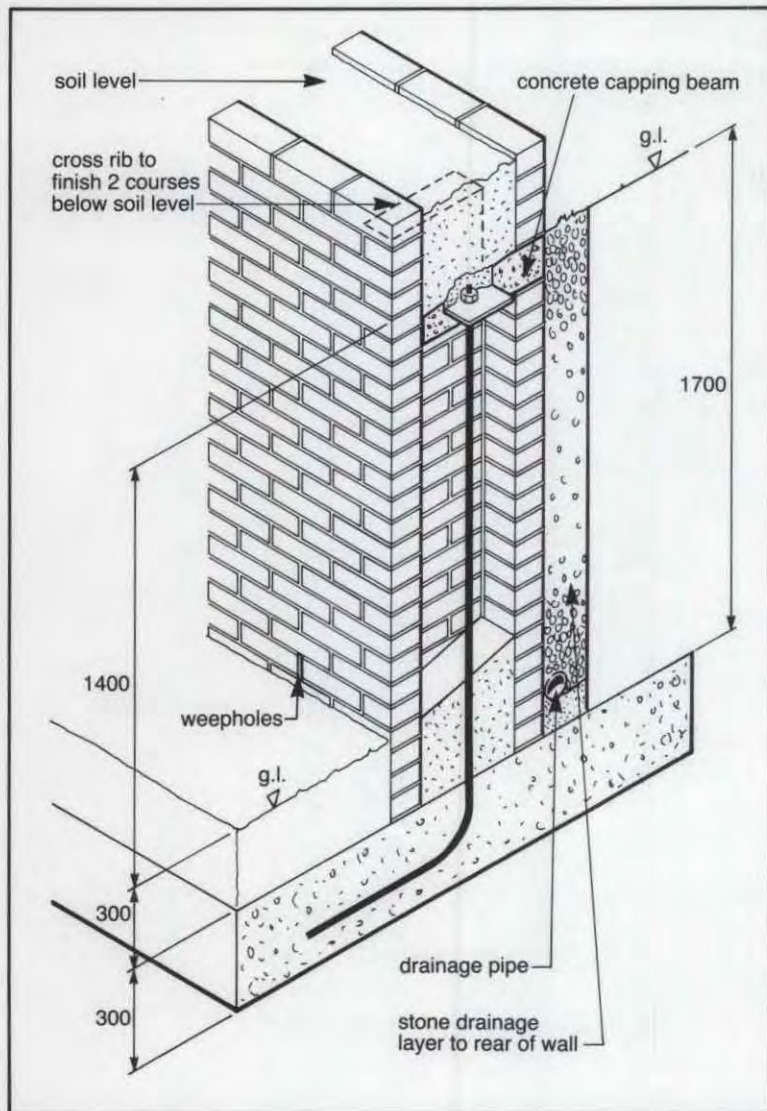 soil level
concrete capping beam
g.l.
cross rib to
finish 2 courses
below soil level
1700
1400
weepholes
g.l.
300
drainage pipe
300
stone drainage
layer to rear of wall